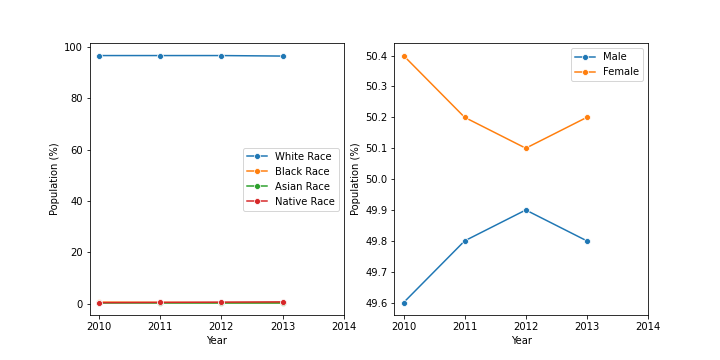 100
80
60
40
20
0
Population (%)
2010 2011 2012 2013 2014
Year
White Race
Black Race
Asian Race
Native Race
50.4
50.3
50.2
50.1
50.0
49.9
49.8
49.7
49.6
Population (%)
2010 2011 2012 2013 2014
Year
Male
Female